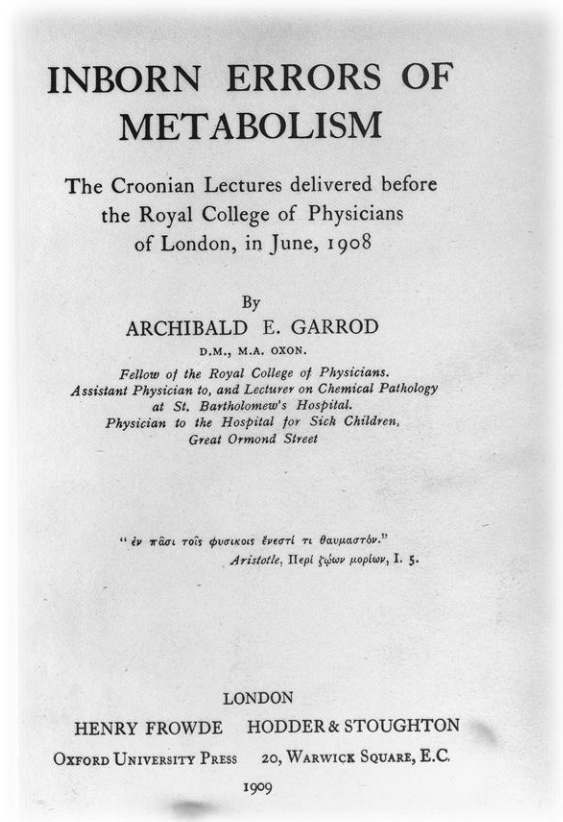 INBORN ERRORS OF
METABOLISM
The Croonian Lectures delivered before
the Royal College of Physicians
of London, in June, 1908
By
ARCHIBALD E. GARROD
D.M., M.A. OXON.
Fellow of the Royal College of Physicians.
Assistant Physician to, and Lecturer on Chemical Pathology
at St. Bartholomew's Hospital.
Physician to the Hospital for Sick Children,
Great Ormond Street
“ ἐν πᾶσι τοῖς φυσικοις ἔνεστί τι θαυμαστόν.”
Aristotle, Περὶ ζῴων μορίων, I. 5.
LONDON
HENRY FROWDE HODDER & STOUGHTON
OXFORD UNIVERSITY PRESS 20, WARWICK SQUARE, E.C.
1909